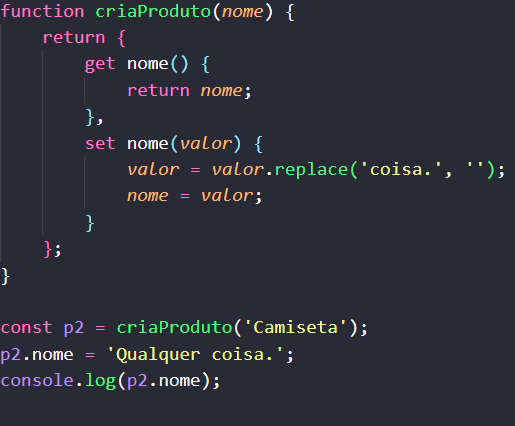 function criaProduto(nome) {
    return {
        get nome() {
            return nome;
        },
        set nome(valor) {
            valor = valor.replace('coisa.', '');
            nome = valor;
        }
    };
}

const p2 = criaProduto('Camiseta');
p2.nome = 'Qualquer coisa.';
console.log(p2.nome);